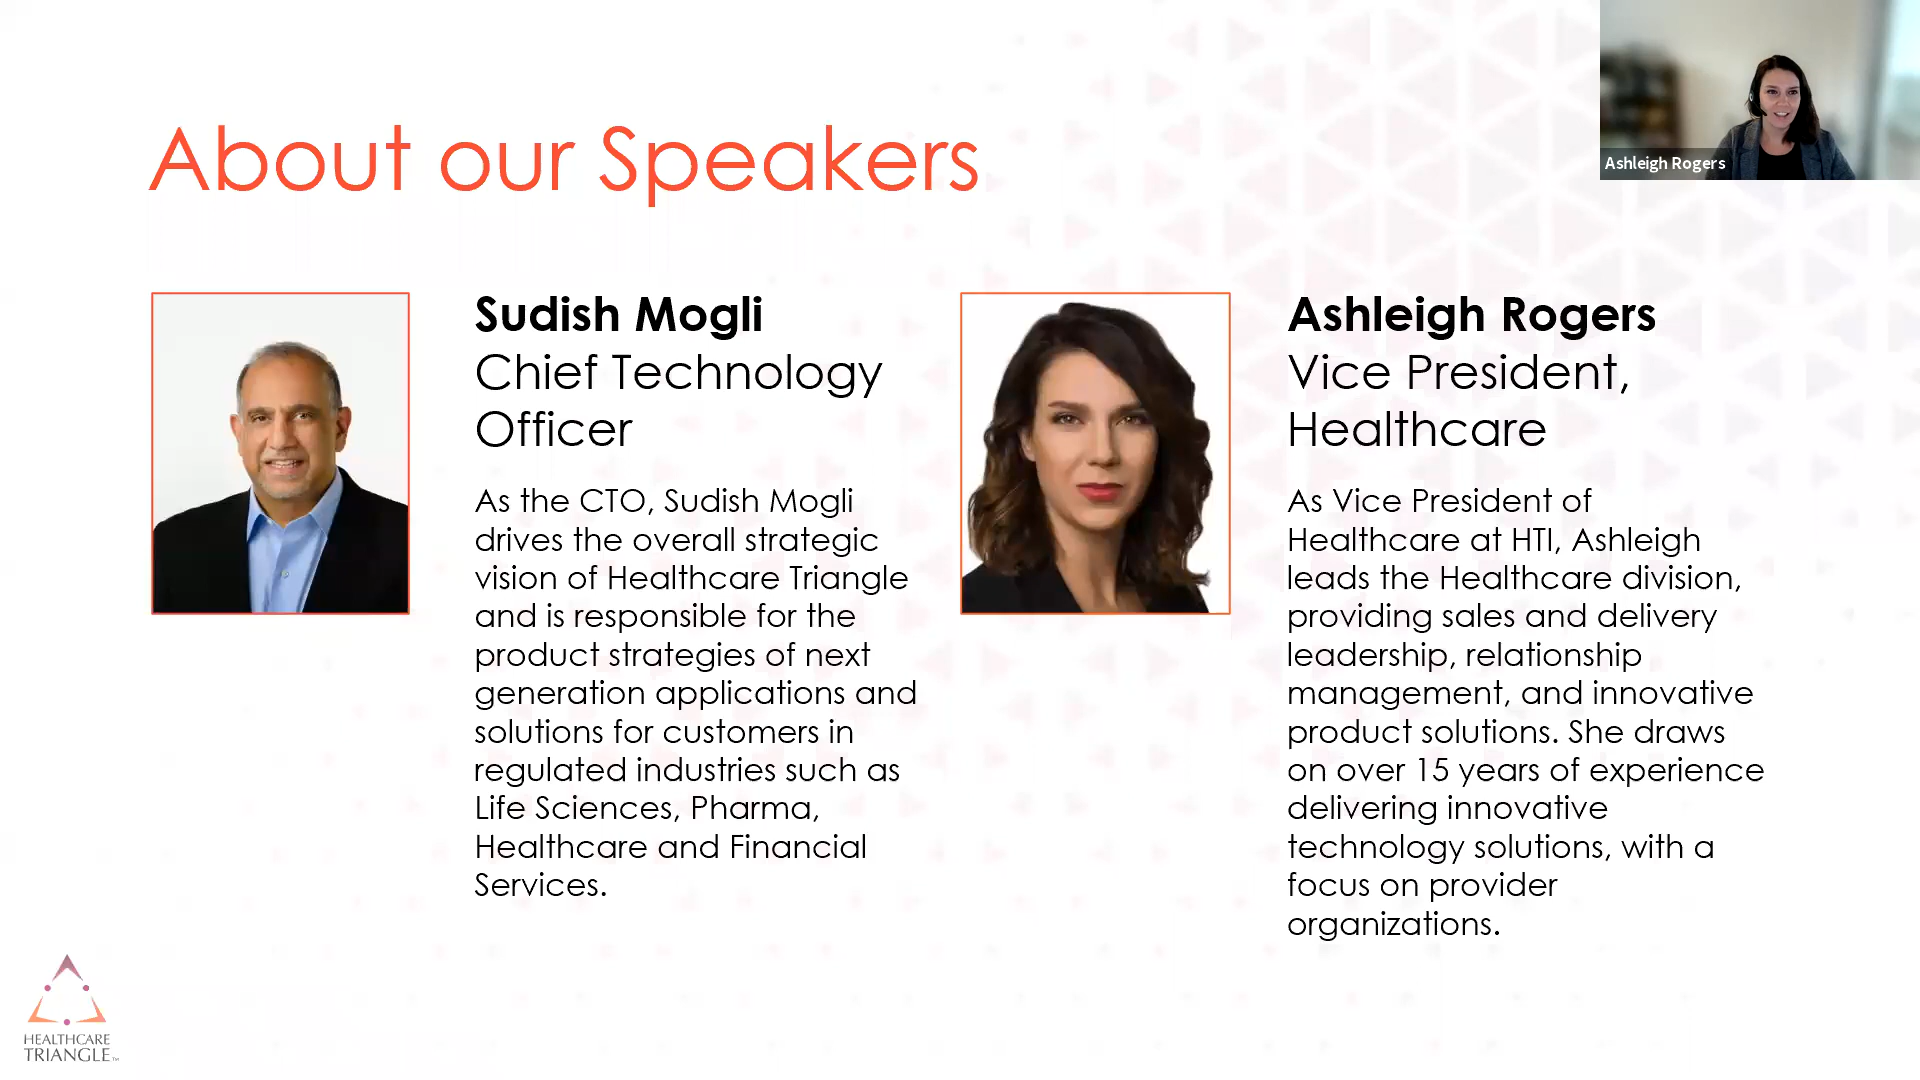 Ashleigh Rogers
About our Speakers
Sudish Mogli
Chief Technology
Officer
As the CTO, Sudish Mogli
drives the overall strategic
vision of Healthcare Triangle
and is responsible for the
product strategies of next
generation applications and
solutions for customers in
regulated industries such as
Life Sciences, Pharma,
Healthcare and Financial
Services.
Ashleigh Rogers
Vice President,
Healthcare
As Vice President of
Healthcare at HTI, Ashleigh
leads the Healthcare division,
providing sales and delivery
leadership, relationship
management, and innovative
product solutions. She draws
on over 15 years of experience
delivering innovative
technology solutions, with a
focus on provider
organizations.
HEALTHCARE
TRIANGLE™